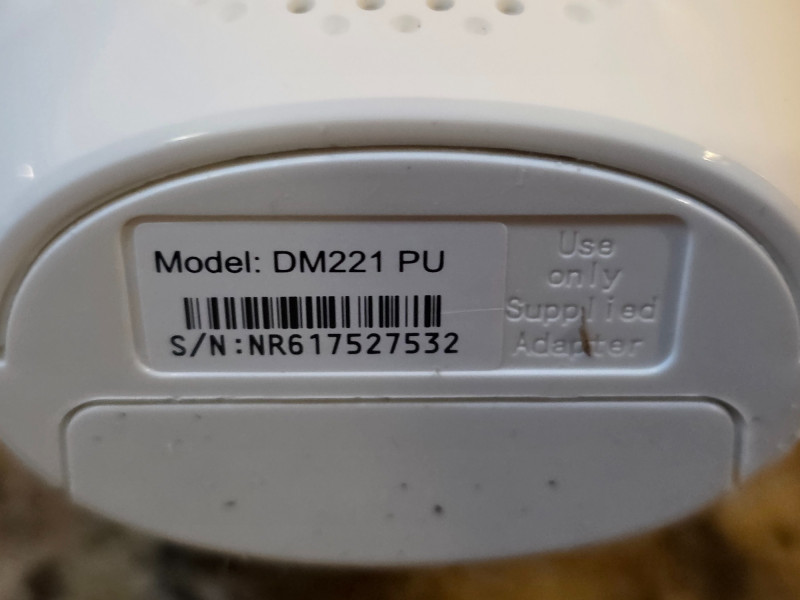 Model: DM221 PU
S/N:NR617527532
Use
only
Supplied
Adapter